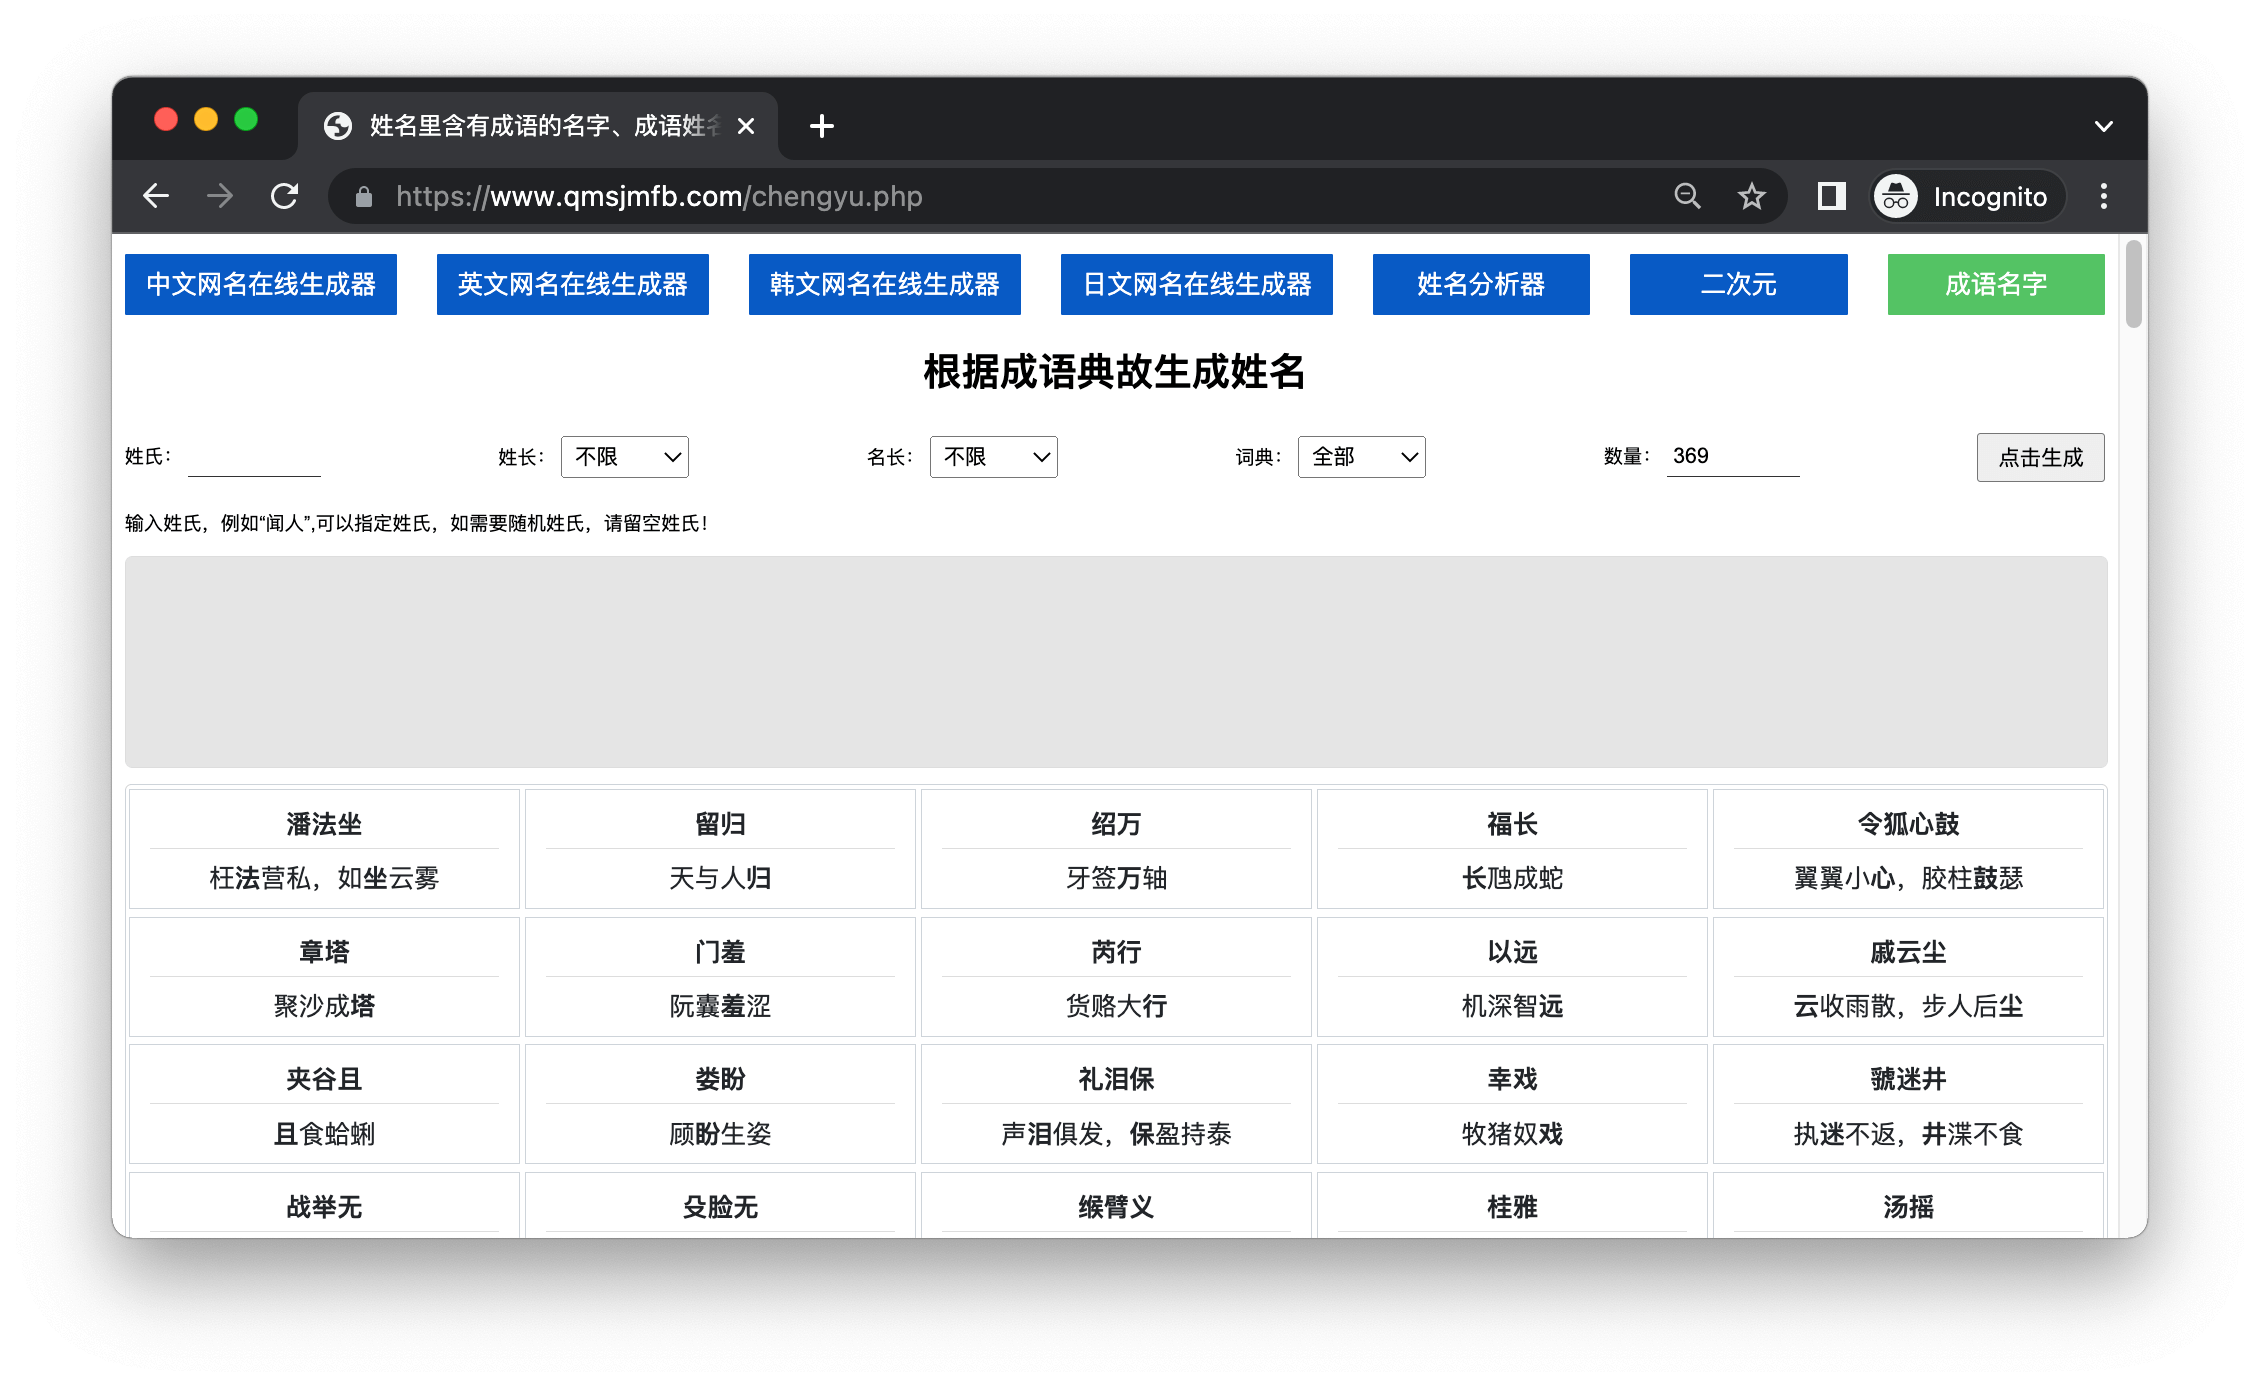 姓名里含有成语的名字、成语姓名
https://www.qmsjmfb.com/chengyu.php
Incognito
中文网名在线生成器 英文网名在线生成器 韩文网名在线生成器 日文网名在线生成器 姓名分析器 二次元 成语名字
根据成语典故生成姓名
姓氏： 姓长： 不限 名长： 不限 词典： 全部 数量： 369 点击生成
输入姓氏，例如“闻人”,可以指定姓氏，如需要随机姓氏，请留空姓氏！
潘法坐 留归 绍万 福长 令狐心鼓
枉法营私，如坐云雾 天与人归 牙签万轴 长虺成蛇 翼翼小心，胶柱鼓瑟
章塔 门羞 芮行 以远 戚云尘
聚沙成塔 阮囊羞涩 货赂大行 机深智远 云收雨散，步人后尘
夹谷且 娄盼 礼泪保 幸戏 虢迷井
且食蛤蜊 顾盼生姿 声泪俱发，保盈持泰 牧猪奴戏 执迷不返，井渫不食
战举无 殳脸无 缑臂义 桂雅 汤摇